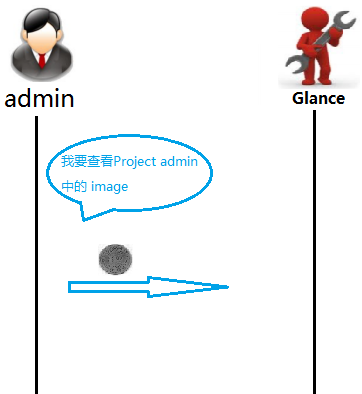 admin
Glance
我要查看Project admin
中的 image